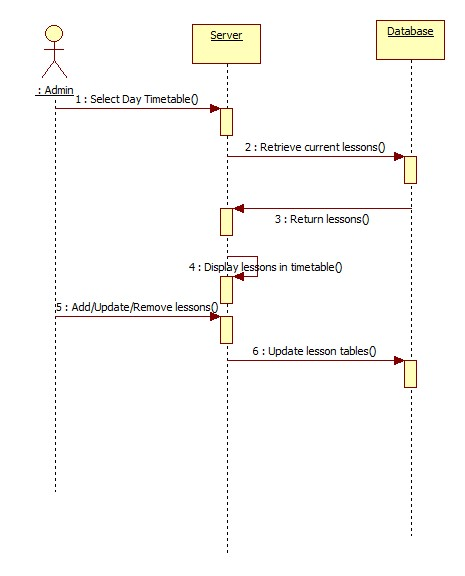 Server
Database
: Admin
1 : Select Day Timetable()
2 : Retrieve current lessons()
3 : Return lessons()
4 : Display lessons in timetable()
5 : Add/Update/Remove lessons()
6 : Update lesson tables()